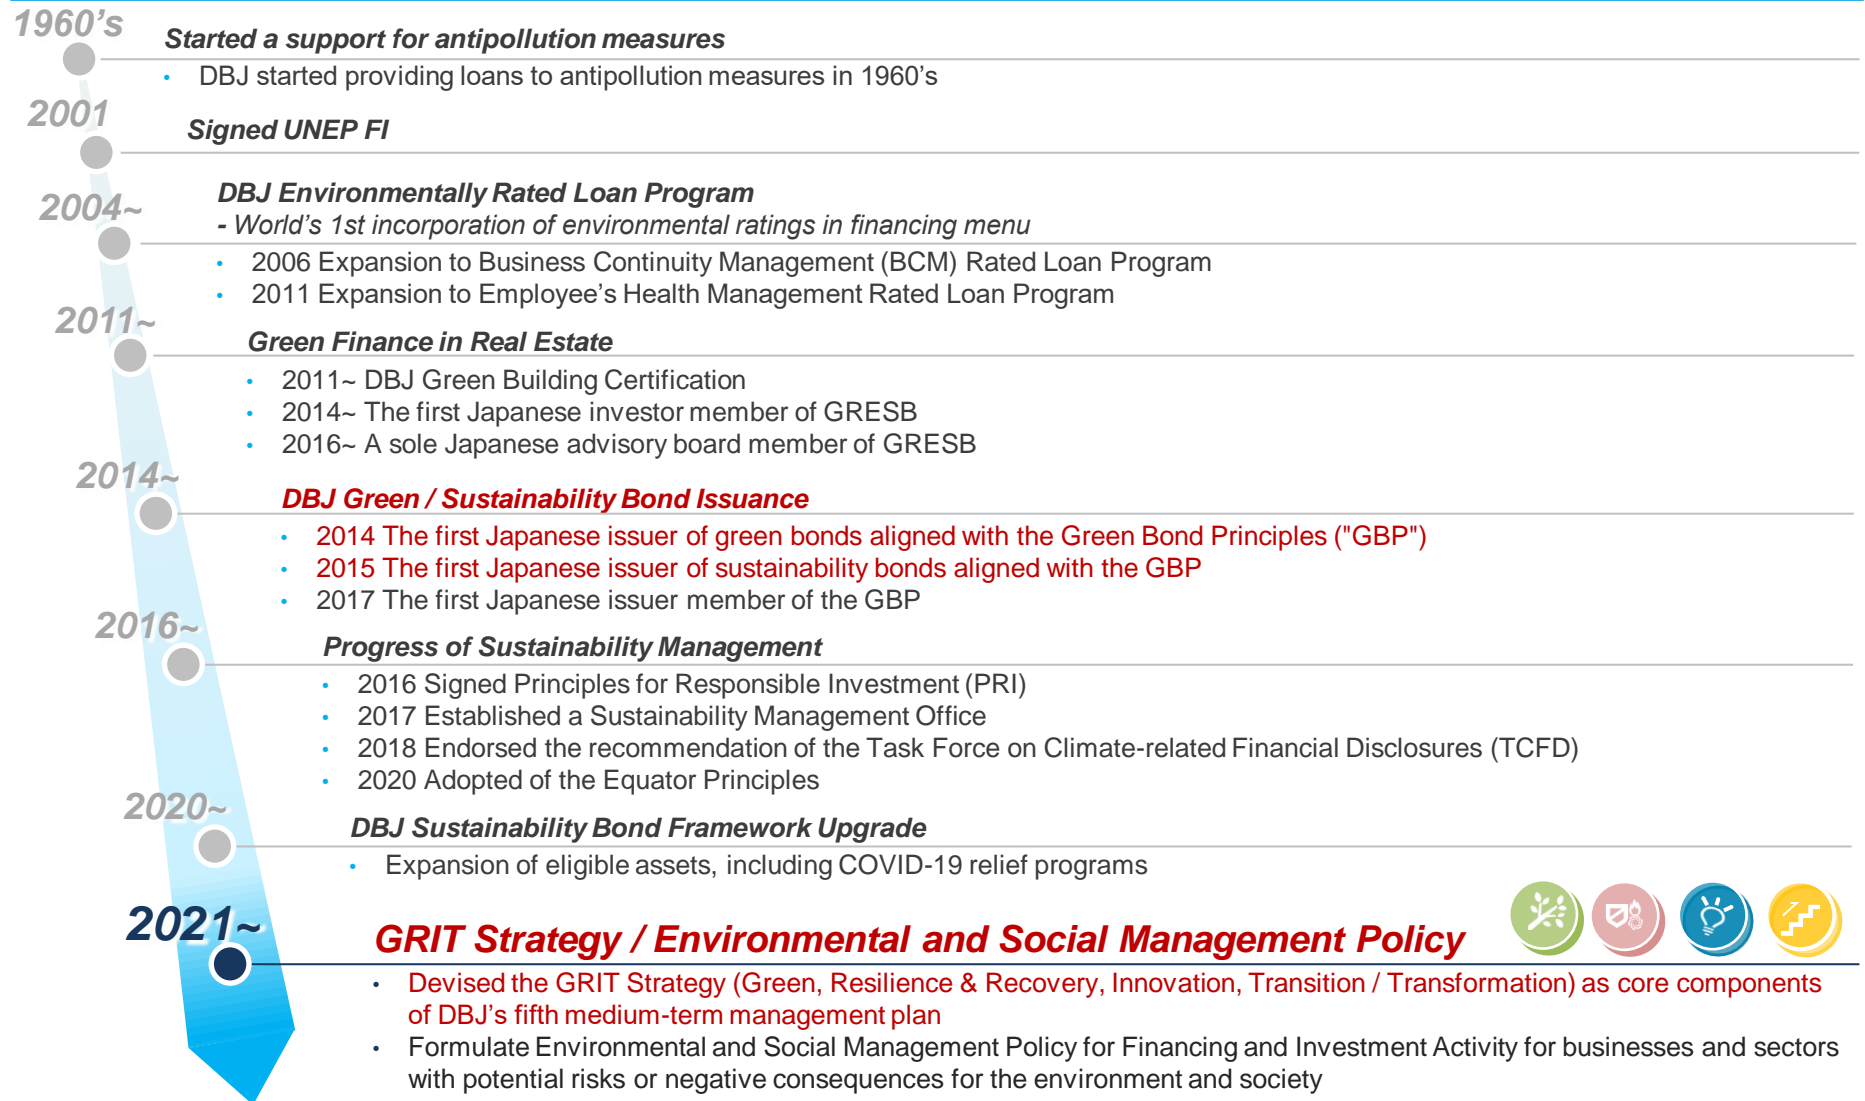 1960's
Started a support for antipollution measures
• DBJ started providing loans to antipollution measures in 1960's
2001
Signed UNEP FI
2004~
DBJ Environmentally Rated Loan Program
- World's 1st incorporation of environmental ratings in financing menu
• 2006 Expansion to Business Continuity Management (BCM) Rated Loan Program
• 2011 Expansion to Employee's Health Management Rated Loan Program
2011~
Green Finance in Real Estate
• 2011~ DBJ Green Building Certification
• 2014~ The first Japanese investor member of GRESB
• 2016~ A sole Japanese advisory board member of GRESB
2014~
DBJ Green / Sustainability Bond Issuance
• 2014 The first Japanese issuer of green bonds aligned with the Green Bond Principles ("GBP")
• 2015 The first Japanese issuer of sustainability bonds aligned with the GBP
• 2017 The first Japanese issuer member of the GBP
2016~
Progress of Sustainability Management
• 2016 Signed Principles for Responsible Investment (PRI)
• 2017 Established a Sustainability Management Office
• 2018 Endorsed the recommendation of the Task Force on Climate-related Financial Disclosures (TCFD)
• 2020 Adopted of the Equator Principles
2020~
DBJ Sustainability Bond Framework Upgrade
• Expansion of eligible assets, including COVID-19 relief programs
2021~
GRIT Strategy / Environmental and Social Management Policy
• Devised the GRIT Strategy (Green, Resilience & Recovery, Innovation, Transition / Transformation) as core components
of DBJ's fifth medium-term management plan
• Formulate Environmental and Social Management Policy for Financing and Investment Activity for businesses and sectors
with potential risks or negative consequences for the environment and society